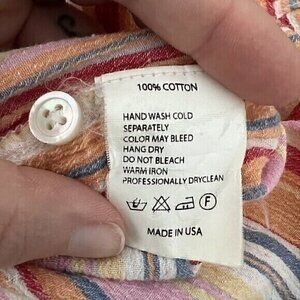 100% COTTON
HAND WASH COLD
SEPARATELY
COLOR MAY BLEED
HANG DRY
DO NOT BLEACH
WARM IRON
PROFESSIONALLY DRYCLEAN
F
MADE IN USA